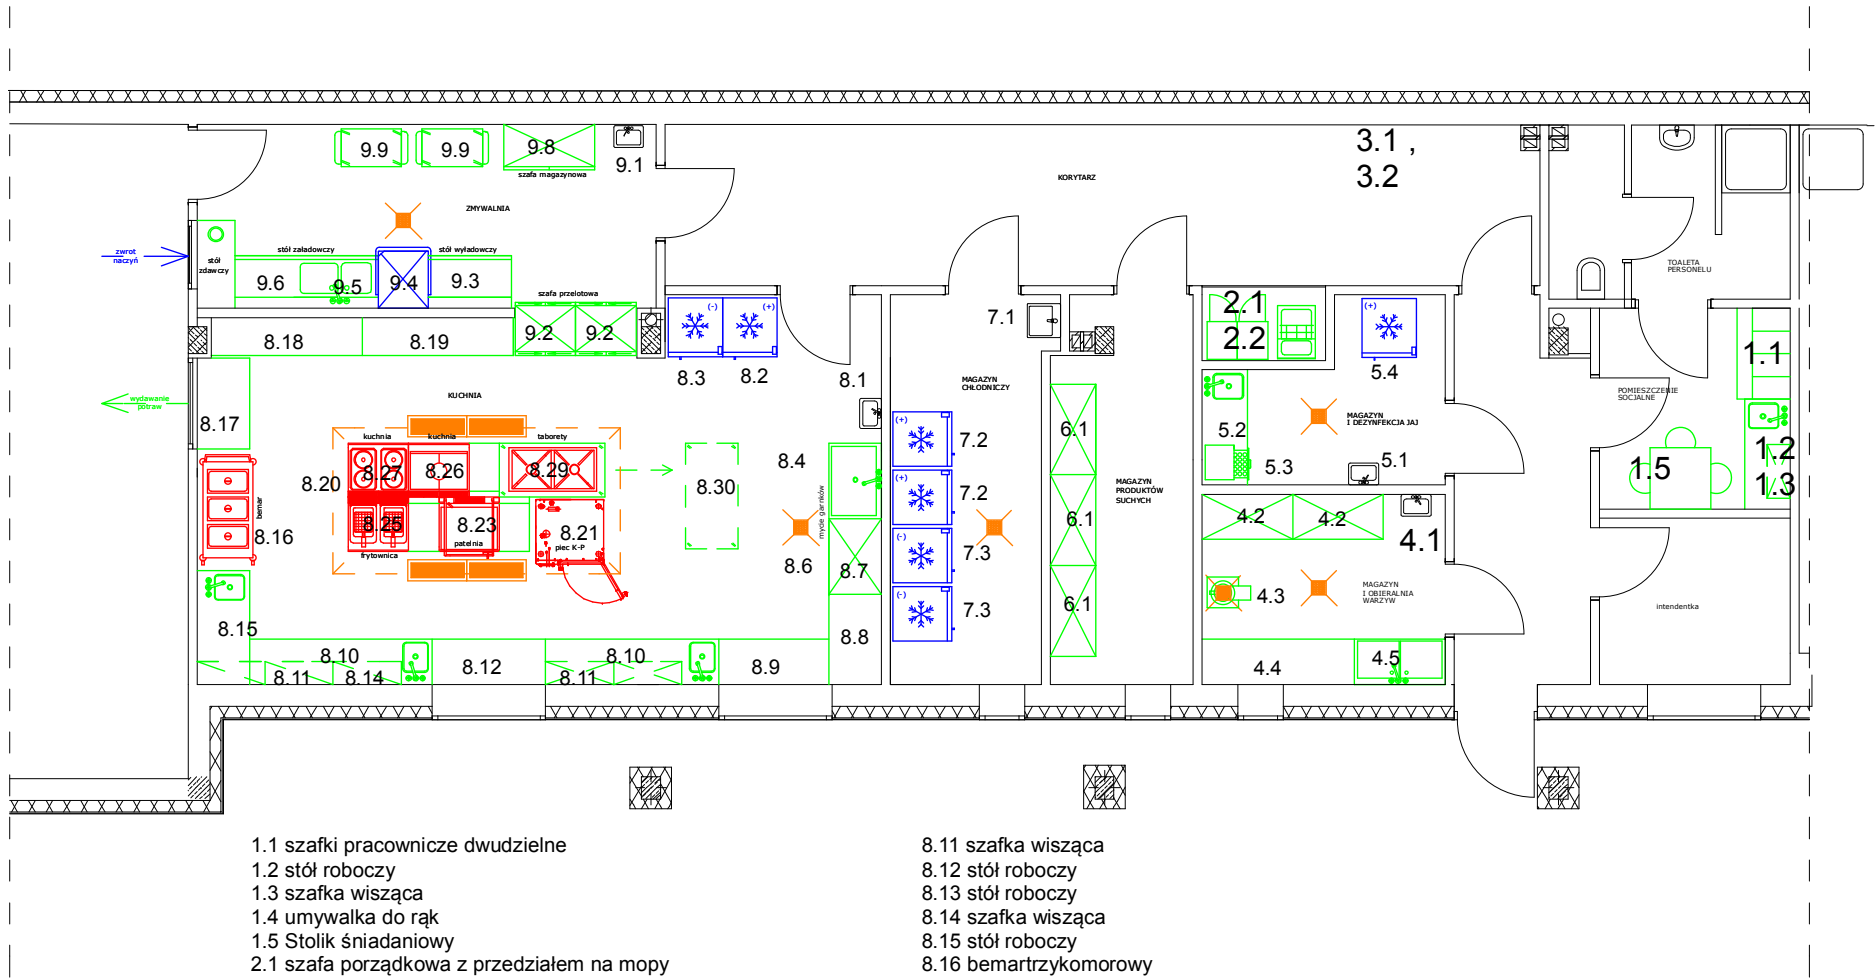 9.9
9.9
9.8
szafa magazynowa
9.1
ZMYWALNIA
KORYTARZ
3.1 ,
3.2
zwrot
naczyń
stół
zdawczy
stół załadowczy
stół wyładowczy
9.6
9.5
9.4
9.3
szafa przelotowa
9.2
9.2
(-)
(+)
8.18
8.19
8.3
8.2
8.1
7.1
2.1
2.2
(+)
5.4
TOALETA
PERSONELU
1.1
POMIESZCZENIE
SOCJALNE
wydawanie
potraw
8.17
KUCHNIA
MAGAZYN
CHŁODNICZY
(+)
7.2
(+)
7.2
(-)
7.3
(-)
7.3
6.1
6.1
6.1
MAGAZYN
PRODUKTÓW
SUCHYCH
5.2
5.3
5.1
MAGAZYN
I DEZYNFEKCJA JAJ
1.2
1.3
1.5
kuchnia
kuchnia
taborety
8.20
8.27
8.26
8.29
8.30
8.4
mycie garnków
8.25
8.23
8.21
frytownica
patelnia
piec K-P
bemar
8.16
8.6
8.7
8.8
8.15
8.10
8.11
8.14
8.12
8.10
8.11
8.9
4.2
4.2
4.1
4.3
MAGAZYN
I OBIERALNIA
WARZYW
4.4
4.5
intendentka
1.1 szafki pracownicze dwudzielne
1.2 stół roboczy
1.3 szafka wisząca
1.4 umywalka do rąk
1.5 Stolik śniadaniowy
2.1 szafa porządkowa z przedziałem na mopy
8.11 szafka wisząca
8.12 stół roboczy
8.13 stół roboczy
8.14 szafka wisząca
8.15 stół roboczy
8.16 bemartrzykomorowy